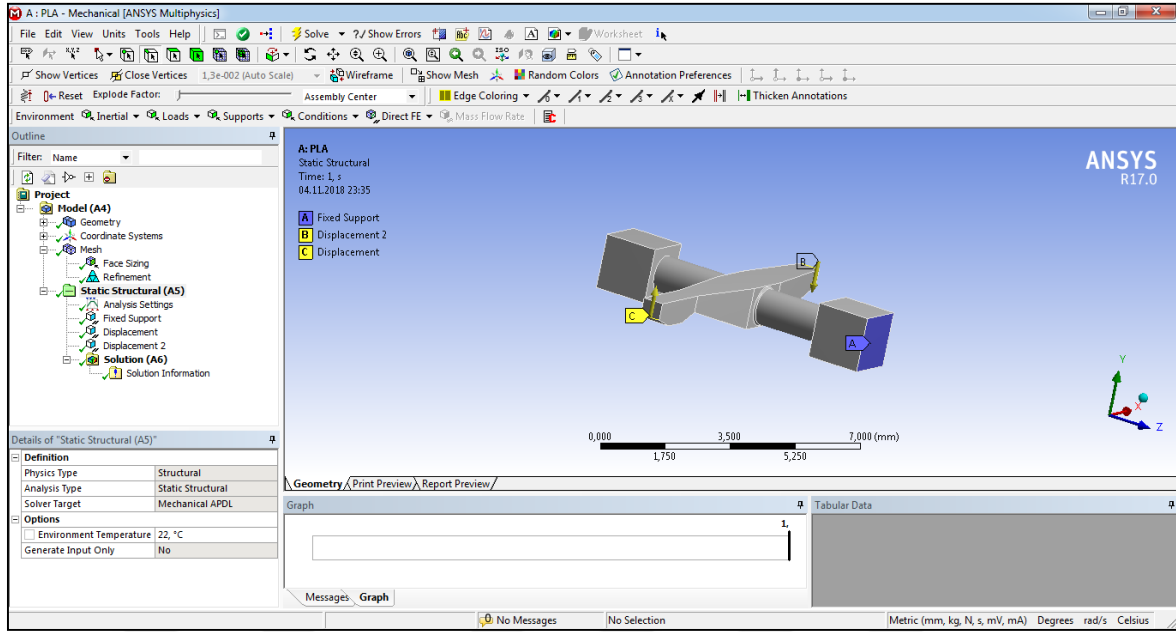 A : PLA - Mechanical [ANSYS Multiphysics]
File Edit View Units Tools Help Solve ?/ Show Errors A Worksheet
Show Vertices Close Vertices 1,3e-002 (Auto Scale) Wireframe Show Mesh Random Colors Annotation Preferences
Reset Explode Factor: Assembly Center Edge Coloring Thicken Annotations
Environment Inertial Loads Supports Conditions Direct FE Mass Flow Rate
Outline
Filter: Name
Project
Model (A4)
Geometry
Coordinate Systems
Mesh
Face Sizing
Refinement
Static Structural (A5)
Analysis Settings
Fixed Support
Displacement
Displacement 2
Solution (A6)
Solution Information
Details of "Static Structural (A5)"
Definition
Physics Type Structural
Analysis Type Static Structural
Solver Target Mechanical APDL
Options
Environment Temperature 22, °C
Generate Input Only No
A: PLA
Static Structural
Time: 1, s
04.11.2018 23:35
A Fixed Support
B Displacement 2
C Displacement
ANSYS
R17.0
B
C
A
Y
X
Z
0,000 3,500 7,000 (mm)
1,750 5,250
Geometry Print Preview Report Preview
Graph
1,
Messages Graph
Tabular Data
No Messages No Selection Metric (mm, kg, N, s, mV, mA) Degrees rad/s Celsius